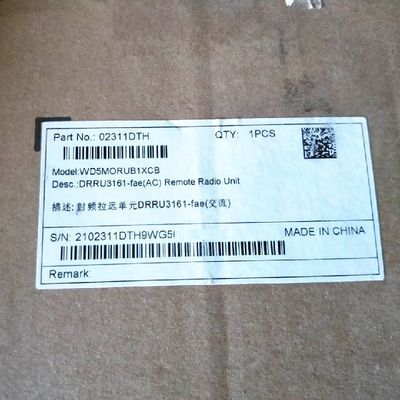 Part No.: 02311DTH QTY: 1PCS
Model:WD5MORUB1XCB
Desc.:DRRU3161-fae(AC) Remote Radio Unit
描述:射频拉远单元DRRU3161-fae(交流)
S/N: 2102311DTH9WG5 MADE IN CHINA
Remark: